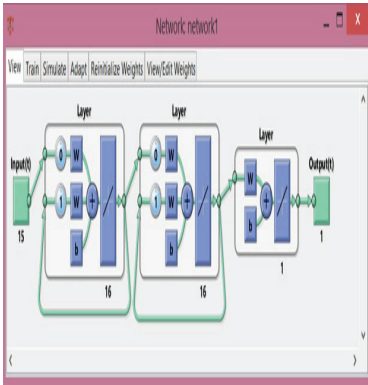 Network: network1
View Train Simulate Adapt Reinitialize Weights View/Edit Weights
Layer Layer
Layer
Input(t) Output(t)
0 W 0 W
W
1 W + 1 W + +
b b b
15 16 16 1 1